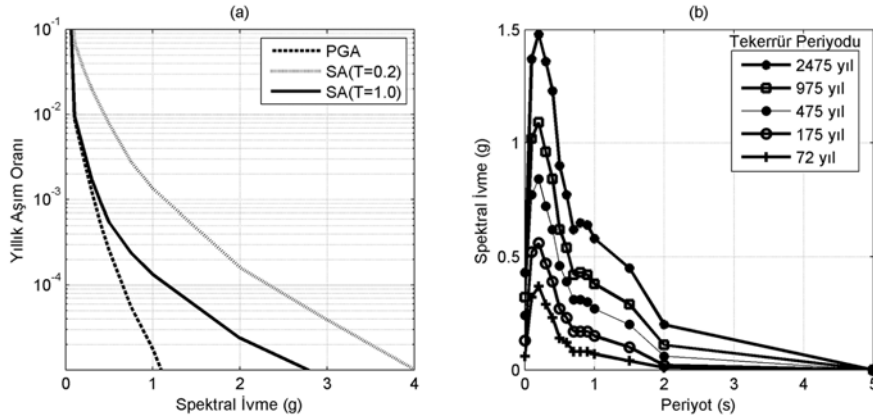 (a)
10-1
10-2
10-3
10-4
Yıllık Aşım Oranı
PGA
SA(T=0.2)
SA(T=1.0)
0 1 2 3 4
Spektral İvme (g)
(b)
1.5
1
0.5
0
Spektral İvme (g)
Tekerrür Periyodu
2475 yıl
975 yıl
475 yıl
175 yıl
72 yıl
0 1 2 3 4 5
Periyot (s)